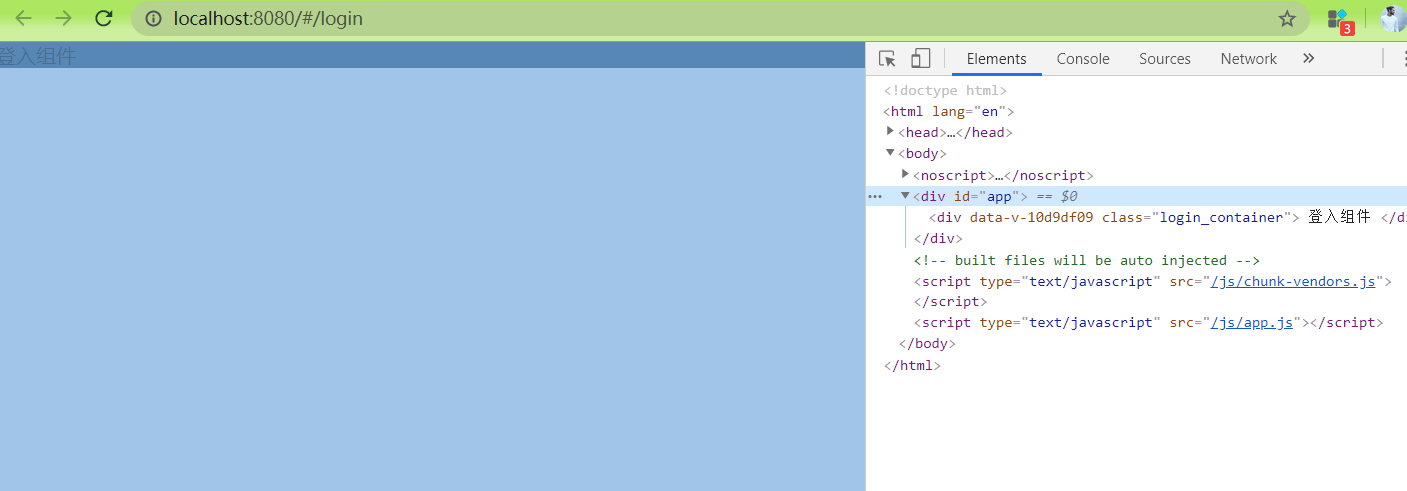 localhost:8080/#/login
3
登入组件
Elements Console Sources Network »
<!doctype html>
<html lang="en">
<head>…</head>
<body>
<noscript>…</noscript>
<div id="app"> == $0
<div data-v-10d9df09 class="login_container"> 登入组件 </di
</div>
<!-- built files will be auto injected -->
<script type="text/javascript" src="/js/chunk-vendors.js">
</script>
<script type="text/javascript" src="/js/app.js"></script>
</body>
</html>